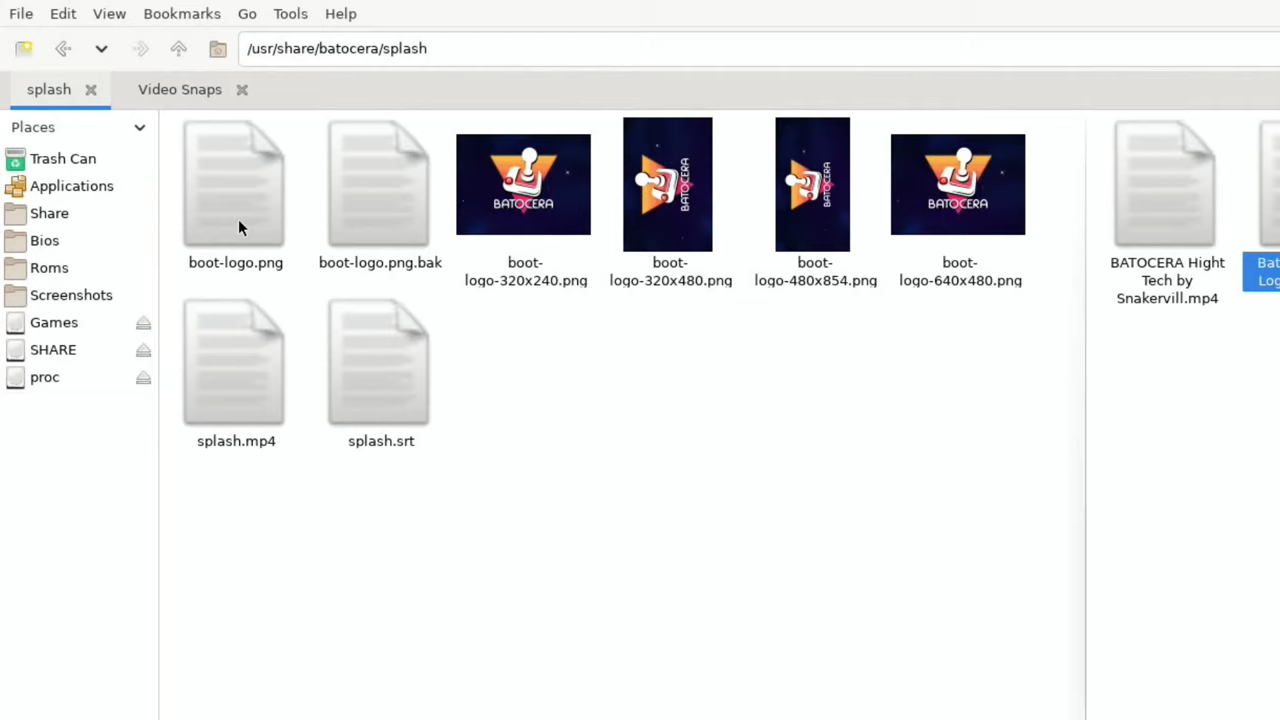 File Edit View Bookmarks Go Tools Help
/usr/share/batocera/splash
splash Video Snaps
Places
Trash Can
Applications
Share
Bios
Roms
Screenshots
Games
SHARE
proc
BATOCERA
BATOCERA
BATOCERA
BATOCERA
boot-logo.png
boot-logo.png.bak
boot-
logo-320x240.png
boot-
logo-320x480.png
boot-
logo-480x854.png
boot-
logo-640x480.png
splash.mp4
splash.srt
BATOCERA Hight
Tech by
Snakervill.mp4